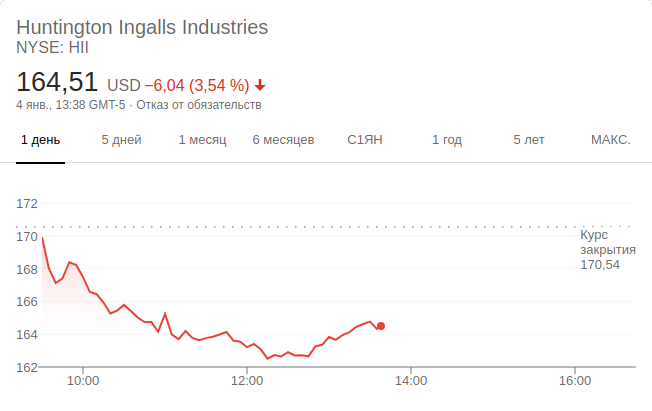 Huntington Ingalls Industries
NYSE: HII
164,51 USD −6,04 (3,54 %)
4 янв., 13:38 GMT-5 · Отказ от обязательств
1 день 5 дней 1 месяц 6 месяцев С1ЯН 1 год 5 лет МАКС.
172
170
168
166
164
162
Курс
закрытия
170,54
10:00 12:00 14:00 16:00